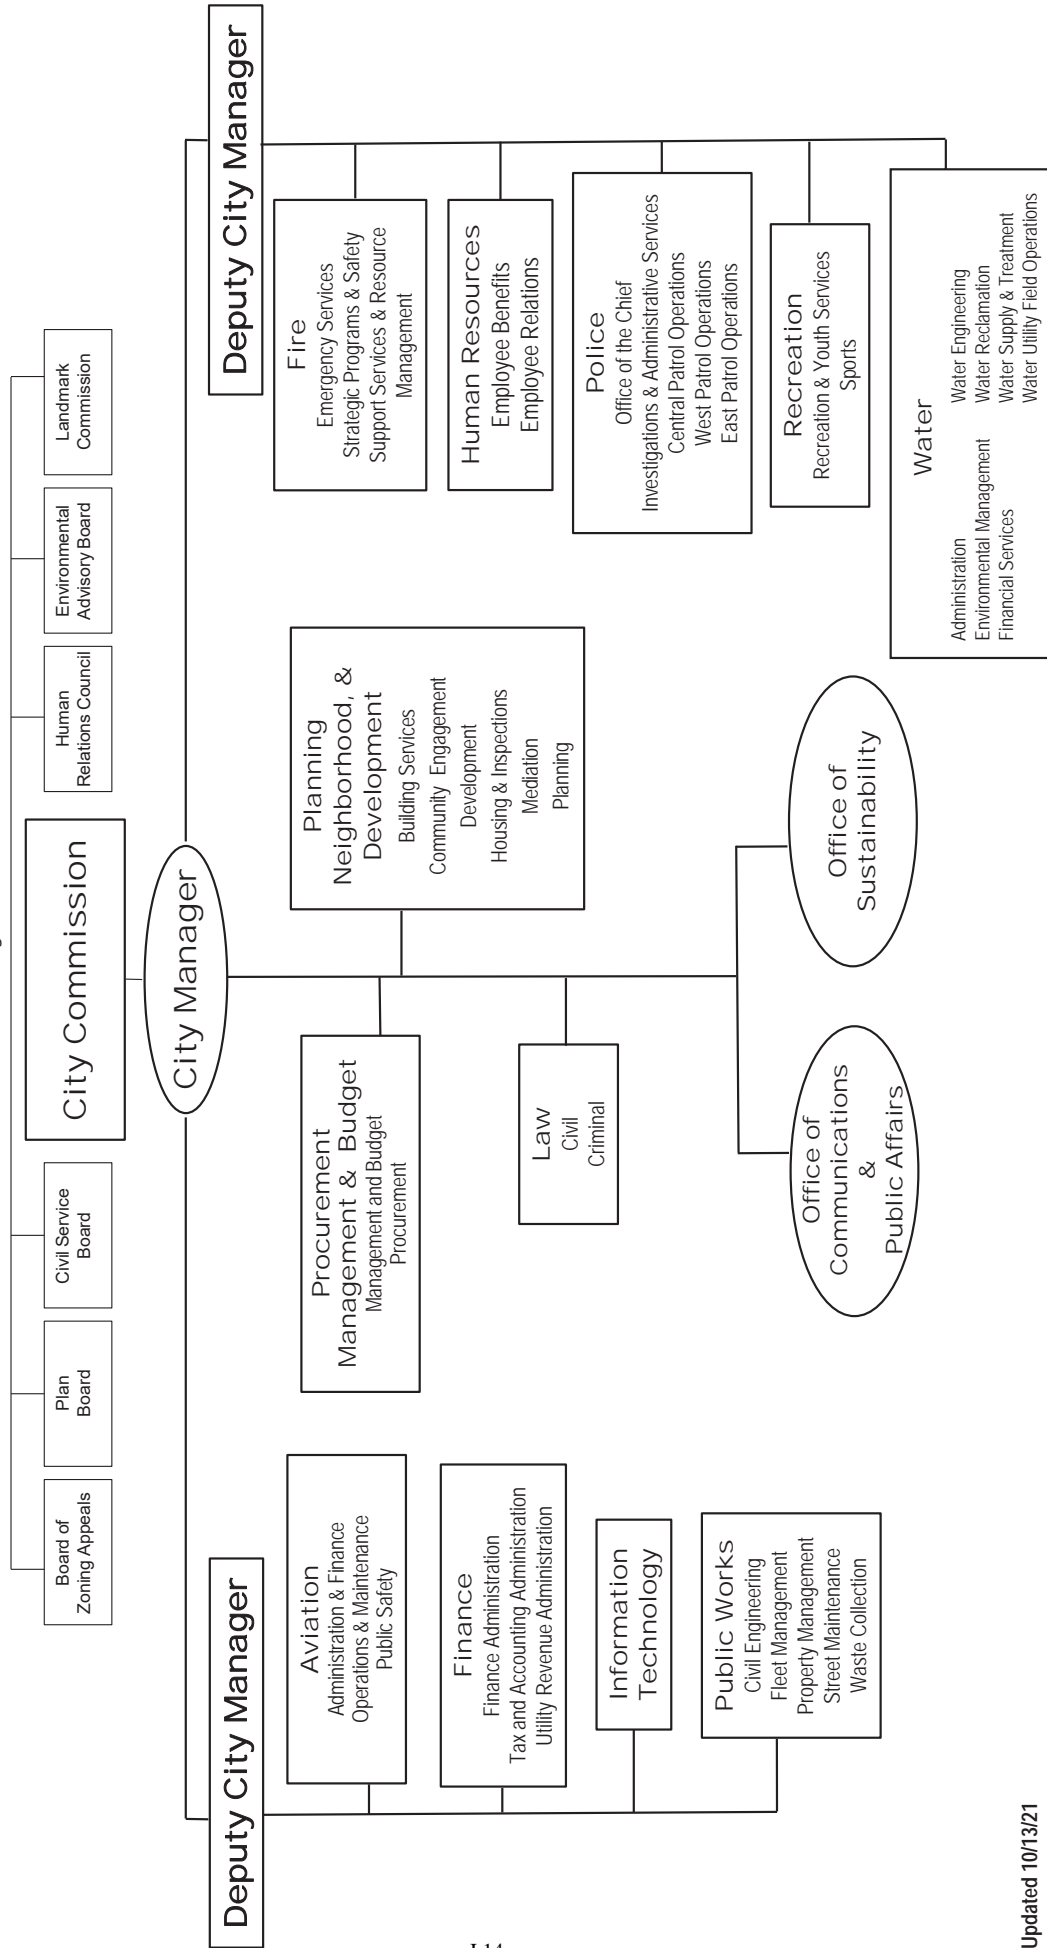 Board of
Zoning Appeals
Plan
Board
Civil Service
Board
Human
Relations Council
Environmental
Advisory Board
Landmark
Commission
City Commission
City Manager
Deputy City Manager
Aviation
Administration & Finance
Operations & Maintenance
Public Safety
Finance
Finance Administration
Tax and Accounting Administration
Utility Revenue Administration
Information
Technology
Public Works
Civil Engineering
Fleet Management
Property Management
Street Maintenance
Waste Collection
Procurement
Management & Budget
Management and Budget
Procurement
Law
Civil
Criminal
Planning
Neighborhood, &
Development
Building Services
Community Engagement
Development
Housing & Inspections
Mediation
Planning
Office of
Communications
&
Public Affairs
Office of
Sustainability
Deputy City Manager
Fire
Emergency Services
Strategic Programs & Safety
Support Services & Resource
Management
Human Resources
Employee Benefits
Employee Relations
Police
Office of the Chief
Investigations & Administrative Services
Central Patrol Operations
West Patrol Operations
East Patrol Operations
Recreation
Recreation & Youth Services
Sports
Water
Administration
Environmental Management
Financial Services
Water Engineering
Water Reclamation
Water Supply & Treatment
Water Utility Field Operations
Updated 10/13/21